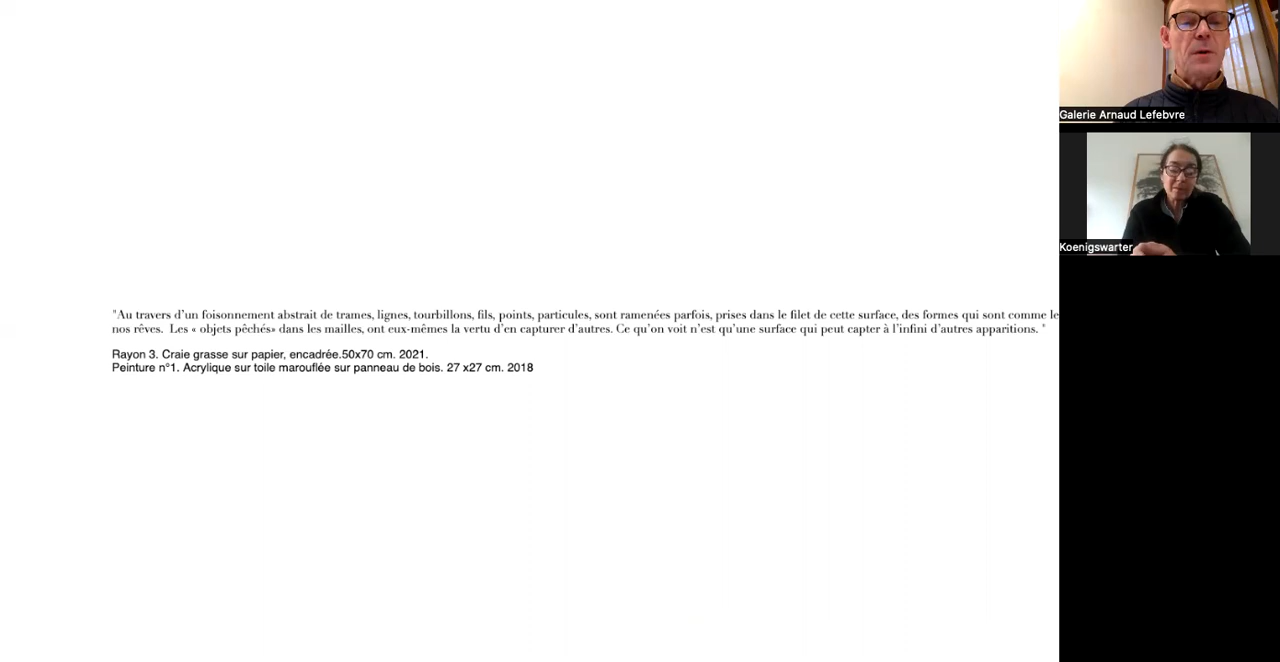 "Au travers d'un foisonnement abstrait de trames, lignes, tourbillons, fils, points, particules, sont ramenées parfois, prises dans le filet de cette surface, des formes qui sont comme le
nos rêves.  Les « objets pêchés» dans les mailles, ont eux-mêmes la vertu d'en capturer d'autres. Ce qu'on voit n'est qu'une surface qui peut capter à l'infini d'autres apparitions. "
Rayon 3. Craie grasse sur papier, encadrée.50x70 cm. 2021.
Peinture n°1. Acrylique sur toile marouflée sur panneau de bois. 27 x27 cm. 2018
Galerie Arnaud Lefebvre
Koenigswarter